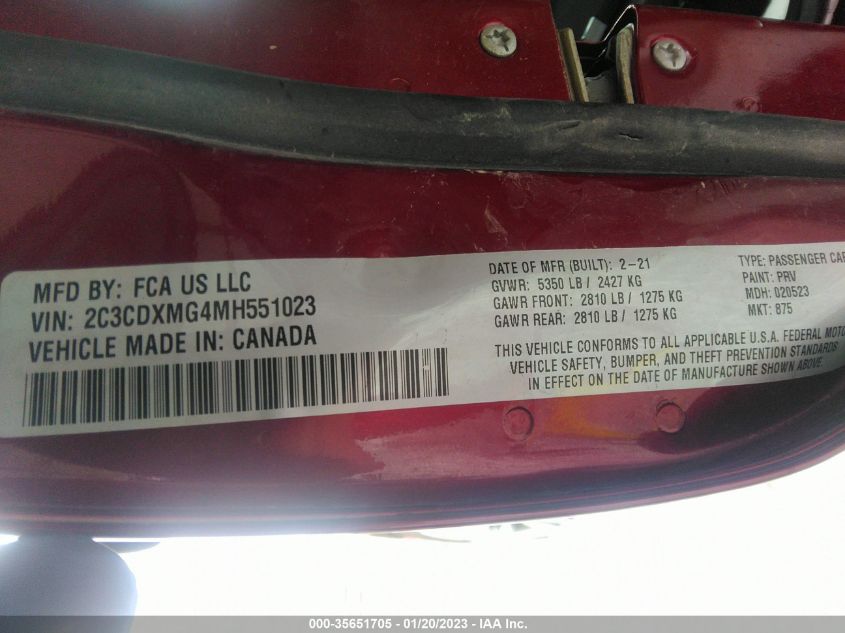 MFD BY: FCA US LLC
VIN: 2C3CDXMG4MH551023
VEHICLE MADE IN: CANADA
DATE OF MFR (BUILT): 2-21
GVWR: 5350 LB / 2427 KG
GAWR FRONT: 2810 LB / 1275 KG
GAWR REAR: 2810 LB / 1275 KG
TYPE: PASSENGER CAR
PAINT: PRV
MDH: 020523
MKT: 875
THIS VEHICLE CONFORMS TO ALL APPLICABLE U.S.A. FEDERAL MOTOR
VEHICLE SAFETY, BUMPER, AND THEFT PREVENTION STANDARDS
IN EFFECT ON THE DATE OF MANUFACTURE SHOWN ABOVE.
000-35651705 - 01/20/2023 - IAA Inc.